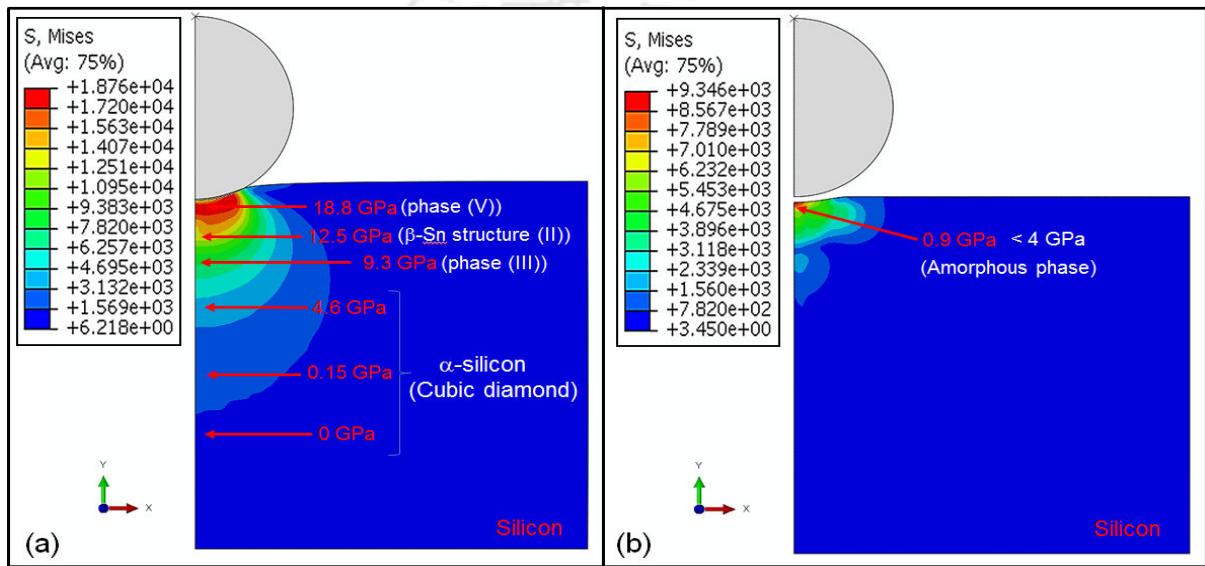 S, Mises
(Avg: 75%)
+1.876e+04
+1.720e+04
+1.563e+04
+1.407e+04
+1.251e+04
+1.095e+04
+9.383e+03
+7.820e+03
+6.257e+03
+4.695e+03
+3.132e+03
+1.569e+03
+6.218e+00
18.8 GPa (phase (V))
12.5 GPa (β-Sn structure (II))
9.3 GPa (phase (III))
4.6 GPa
0.15 GPa
0 GPa
α-silicon
(Cubic diamond)
Y
X
Silicon
(a)
S, Mises
(Avg: 75%)
+9.346e+03
+8.567e+03
+7.789e+03
+7.010e+03
+6.232e+03
+5.453e+03
+4.675e+03
+3.896e+03
+3.118e+03
+2.339e+03
+1.560e+03
+7.820e+02
+3.450e+00
0.9 GPa < 4 GPa
(Amorphous phase)
Y
X
Silicon
(b)